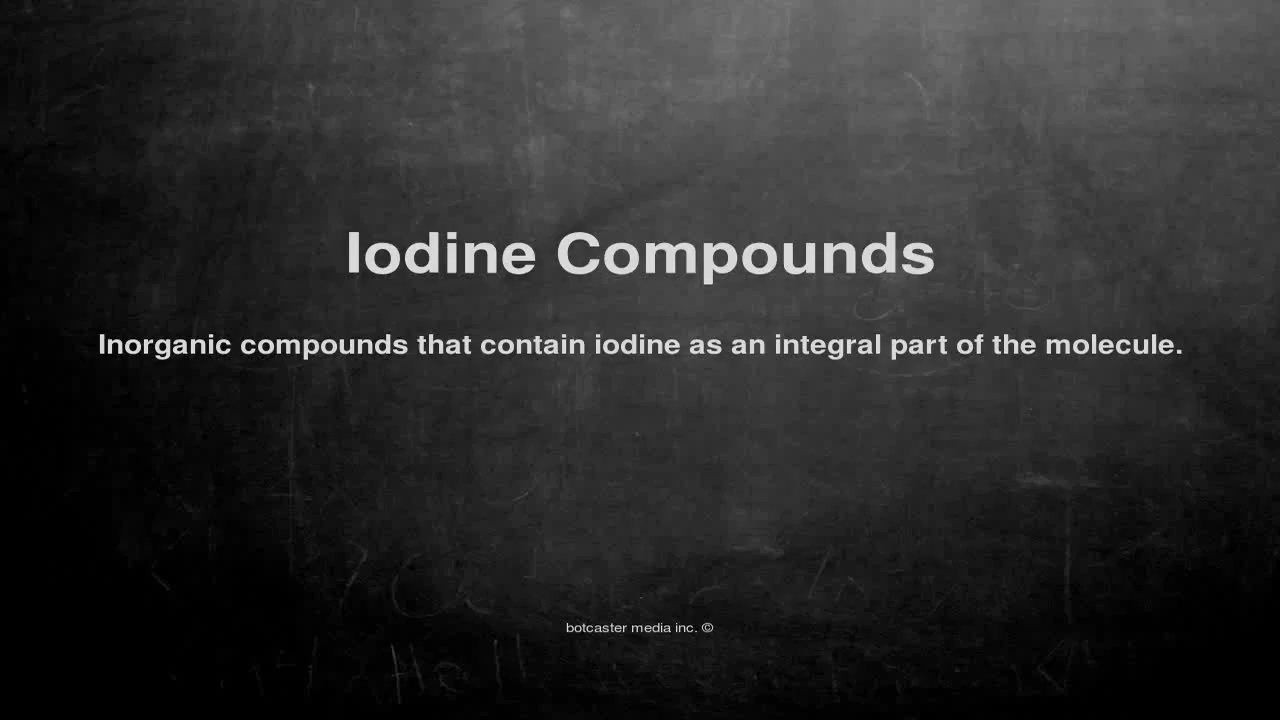 Iodine Compounds
Inorganic compounds that contain iodine as an integral part of the molecule.
botcaster media inc. ©